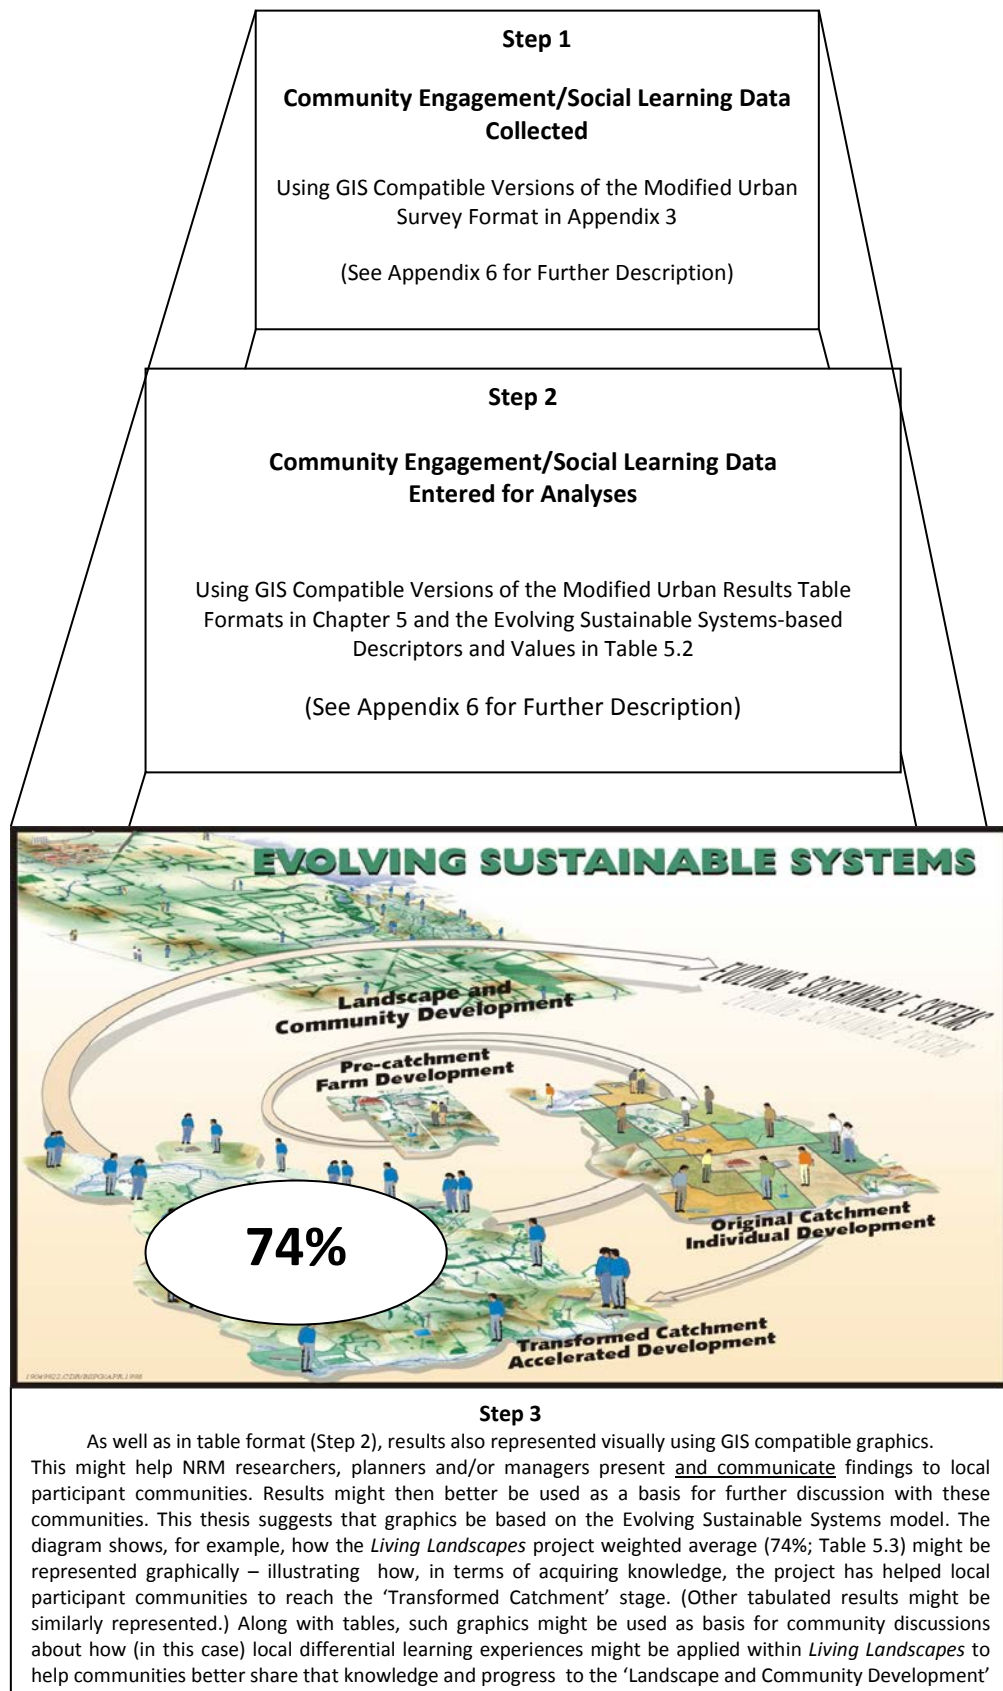 Step 1
Community Engagement/Social Learning Data
Collected
Using GIS Compatible Versions of the Modified Urban
Survey Format in Appendix 3
(See Appendix 6 for Further Description)
Step 2
Community Engagement/Social Learning Data
Entered for Analyses
Using GIS Compatible Versions of the Modified Urban Results Table
Formats in Chapter 5 and the Evolving Sustainable Systems-based
Descriptors and Values in Table 5.2
(See Appendix 6 for Further Description)
EVOLVING SUSTAINABLE SYSTEMS
EVOLVING SUSTAINABLE SYSTEMS
EVOLVING SUSTAINABLE SYSTEMS
Landscape and
Community Development
Pre-catchment
Farm Development
Original Catchment
Individual Development
74%
Transformed Catchment
Accelerated Development
Step 3
As well as in table format (Step 2), results also represented visually using GIS compatible graphics.
This might help NRM researchers, planners and/or managers present and communicate findings to local
participant communities. Results might then better be used as a basis for further discussion with these
communities. This thesis suggests that graphics be based on the Evolving Sustainable Systems model. The
diagram shows, for example, how the Living Landscapes project weighted average (74%; Table 5.3) might be
represented graphically – illustrating how, in terms of acquiring knowledge, the project has helped local
participant communities to reach the ‘Transformed Catchment’ stage. (Other tabulated results might be
similarly represented.) Along with tables, such graphics might be used as basis for community discussions
about how (in this case) local differential learning experiences might be applied within Living Landscapes to
help communities better share that knowledge and progress to the ‘Landscape and Community Development’